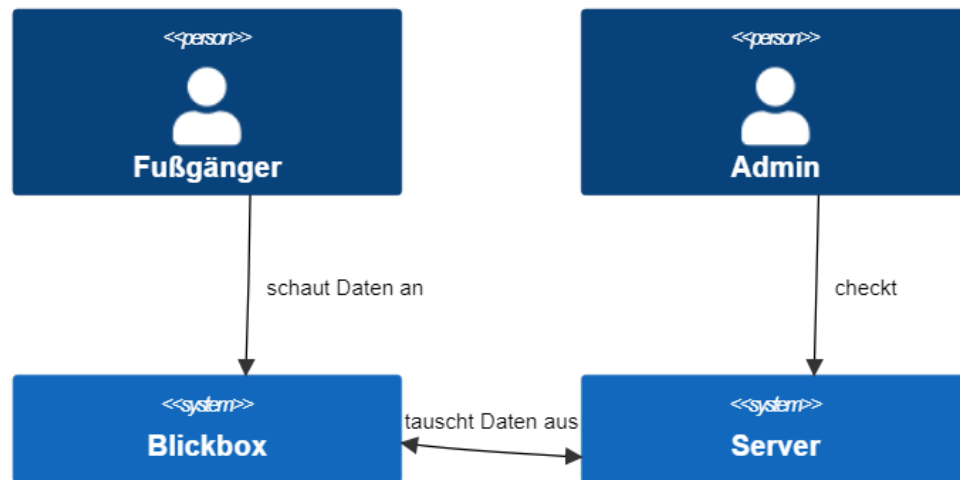 <<person>>
Fußgänger
<<person>>
Admin
schaut Daten an
checkt
<<system>>
Blickbox
tauscht Daten aus
<<system>>
Server